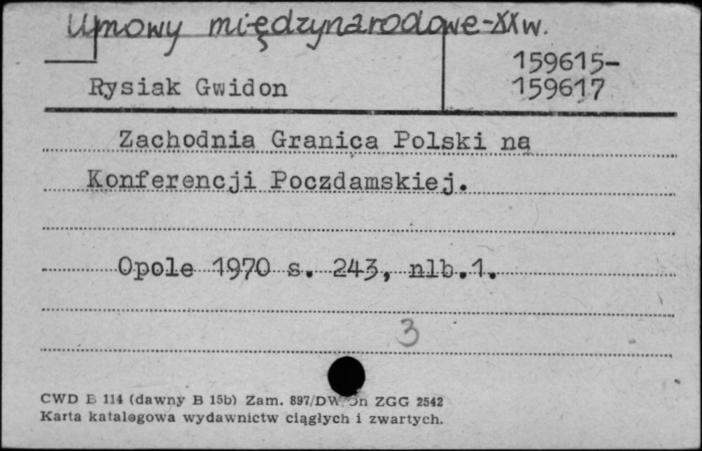 Umowy międzynarodowe-XXw.
159615-
Rysiak Gwidon
159617
Zachodnia Granica Polski na
Konferencji Poczdamskiej.
Opole 1970 s. 243, nlb.1.
3
CWD B 114 (dawny B 15b) Zam. 897/DW ZGG 2542
Karta katalogowa wydawnictw ciągłych i zwartych.